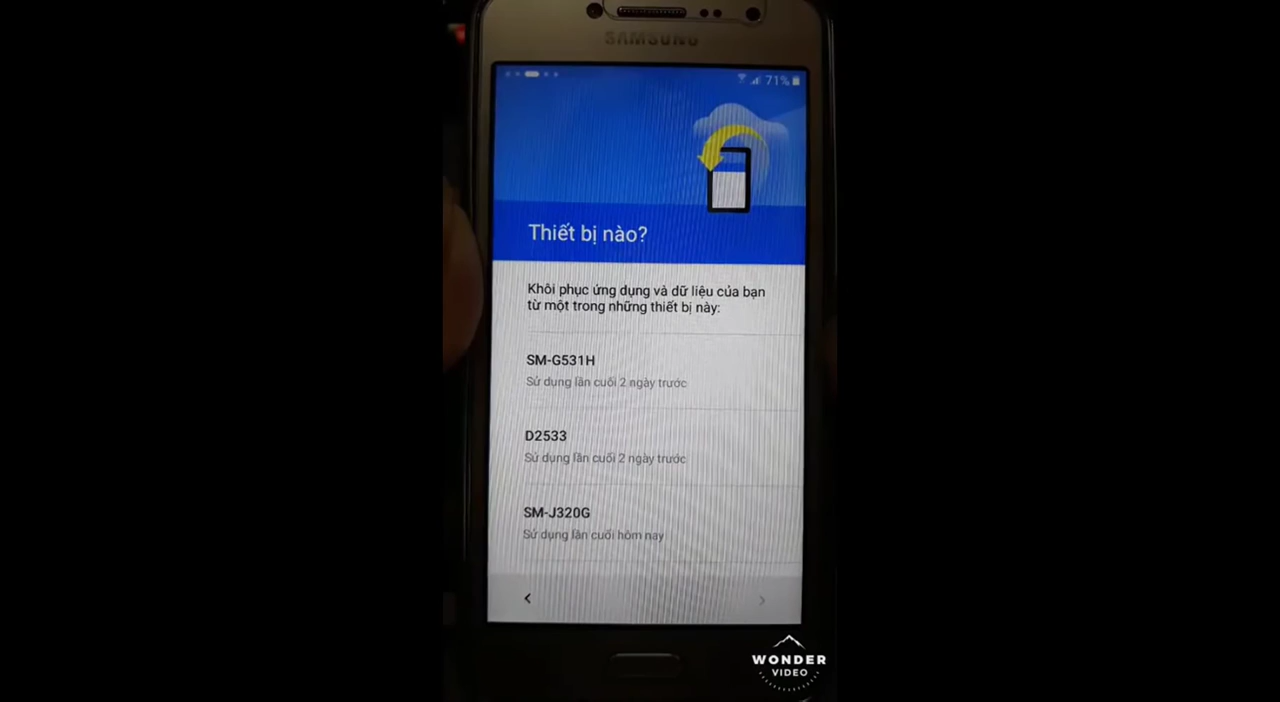 SAMSUNG
71%
Thiết bị nào?
Khôi phục ứng dụng và dữ liệu của bạn
từ một trong những thiết bị này:
SM-G531H
Sử dụng lần cuối 2 ngày trước
D2533
Sử dụng lần cuối 2 ngày trước
SM-J320G
Sử dụng lần cuối hôm nay
WONDER
VIDEO